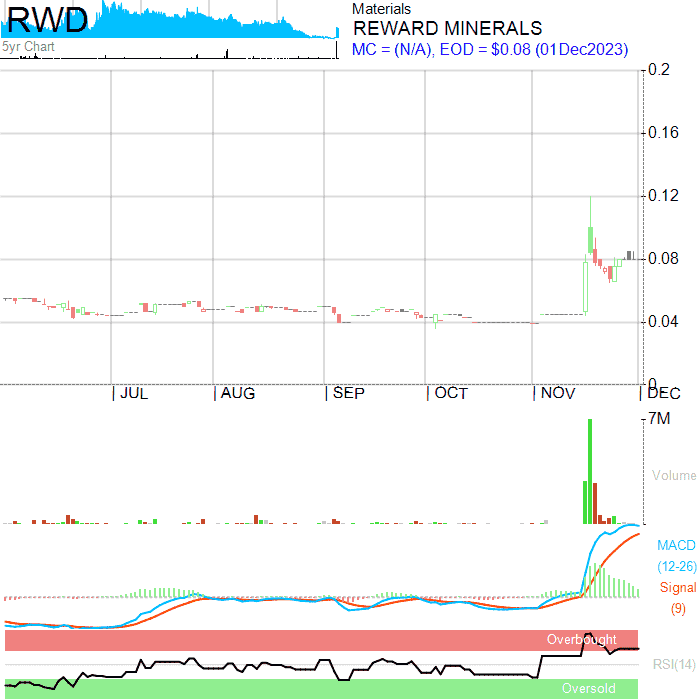 RWD
5yr Chart
Materials
REWARD MINERALS
MC = (N/A), EOD = $0.08 (01Dec2023)
0.2
0.16
0.12
0.08
0.04
0
JUL
AUG
SEP
OCT
NOV
DEC
7M
Volume
MACD
(12-26)
Signal
(9)
Overbought
RSI(14)
Oversold